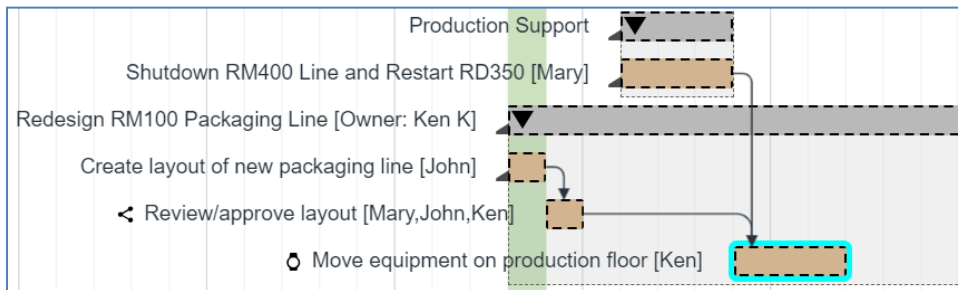 Production Support
Shutdown RM400 Line and Restart RD350 [Mary]
Redesign RM100 Packaging Line [Owner: Ken K]
Create layout of new packaging line [John]
Review/approve layout [Mary,John,Ken]
Move equipment on production floor [Ken]